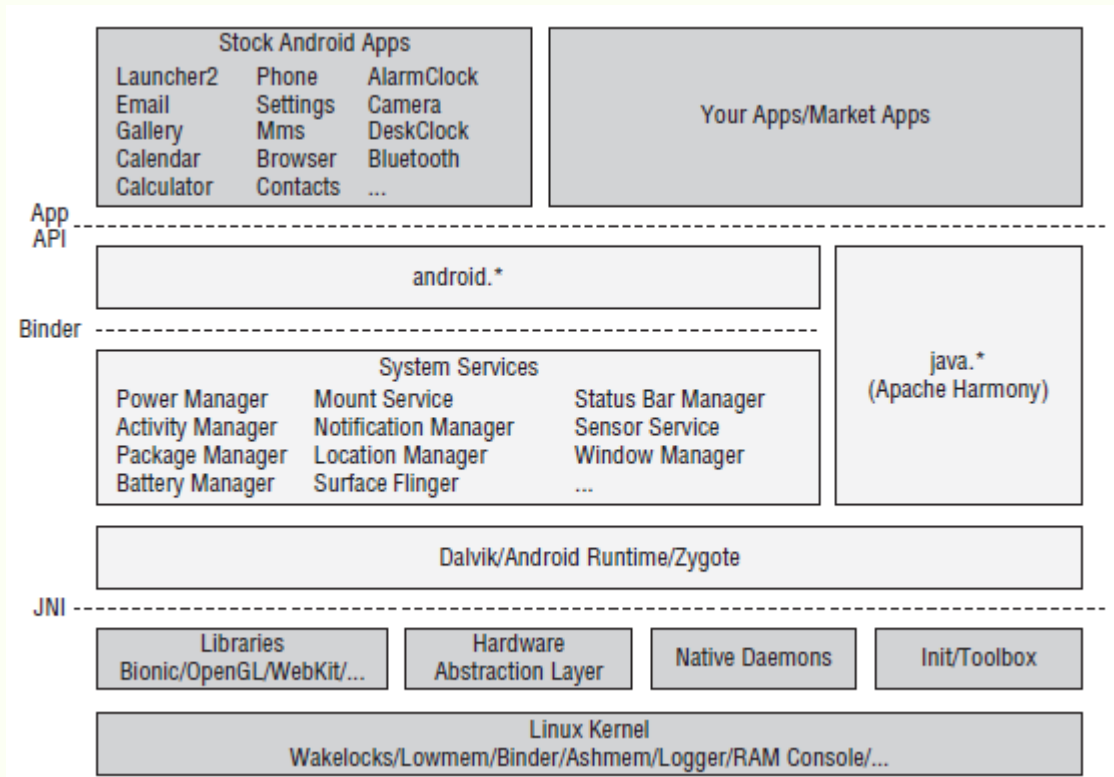 Stock Android Apps
Launcher2 Phone AlarmClock
Email Settings Camera
Gallery Mms DeskClock
Calendar Browser Bluetooth
Calculator Contacts ...
Your Apps/Market Apps
App
API
android.*
Binder
System Services
Power Manager Mount Service Status Bar Manager
Activity Manager Notification Manager Sensor Service
Package Manager Location Manager Window Manager
Battery Manager Surface Flinger ...
java.*
(Apache Harmony)
Dalvik/Android Runtime/Zygote
JNI
Libraries
Bionic/OpenGL/WebKit/...
Hardware
Abstraction Layer
Native Daemons
Init/Toolbox
Linux Kernel
Wakelocks/Lowmem/Binder/Ashmem/Logger/RAM Console/...